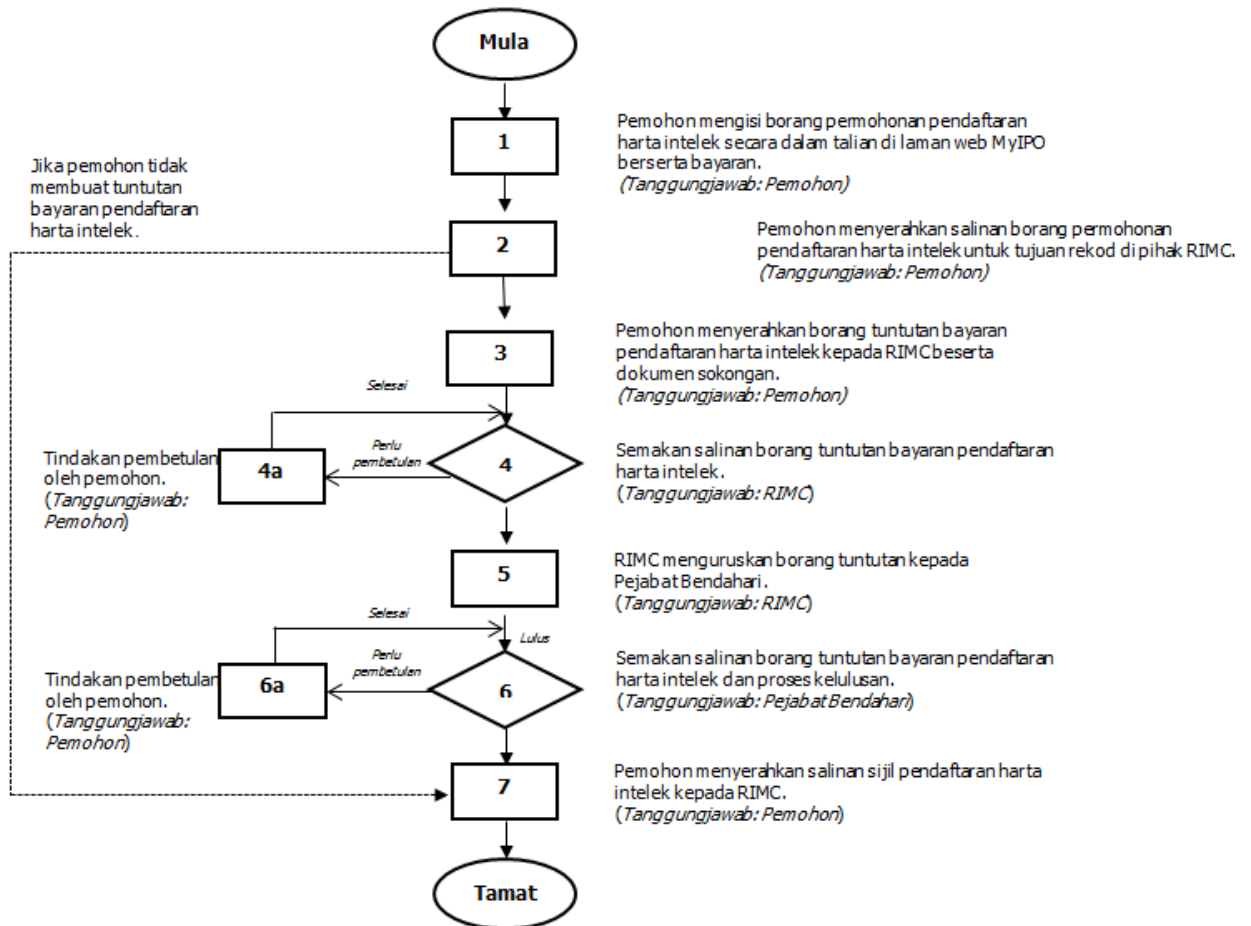 Mula
1
Pemohon mengisi borang permohonan pendaftaran
harta intelek secara dalam talian di laman web MyIPO
berserta bayaran.
(Tanggungjawab: Pemohon)
Jika pemohon tidak
membuat tuntutan
bayaran pendaftaran
harta intelek.
2
Pemohon menyerahkan salinan borang permohonan
pendaftaran harta intelek untuk tujuan rekod di pihak RIMC.
(Tanggungjawab: Pemohon)
3
Pemohon menyerahkan borang tuntutan bayaran
pendaftaran harta intelek kepada RIMC beserta
dokumen sokongan.
(Tanggungjawab: Pemohon)
Selesai
Tindakan pembetulan
oleh pemohon.
(Tanggungjawab:
Pemohon)
4a
Perlu
pembetulan
4
Semakan salinan borang tuntutan bayaran pendaftaran
harta intelek.
(Tanggungjawab: RIMC)
5
RIMC menguruskan borang tuntutan kepada
Pejabat Bendahari.
(Tanggungjawab: RIMC)
Selesai
Lulus
Tindakan pembetulan
oleh pemohon.
(Tanggungjawab:
Pemohon)
6a
Perlu
pembetulan
6
Semakan salinan borang tuntutan bayaran pendaftaran
harta intelek dan proses kelulusan.
(Tanggungjawab: Pejabat Bendahari)
7
Pemohon menyerahkan salinan sijil pendaftaran harta
intelek kepada RIMC.
(Tanggungjawab: Pemohon)
Tamat